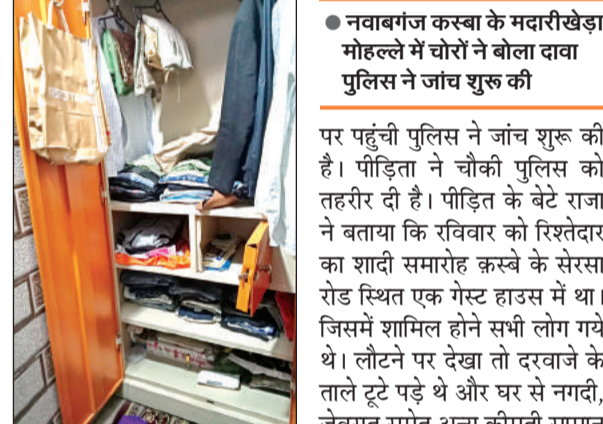 नवाबगंज कस्बा के मदारीखेड़ा
मोहल्ले में चोरों ने बोला दावा
पुलिस ने जांच शुरू की
पर पहुंची पुलिस ने जांच शुरू की
है। पीड़िता ने चौकी पुलिस को
तहरीर दी है। पीड़ित के बेटे राजा
ने बताया कि रविवार को रिश्तेदार
का शादी समारोह क़स्बे के सेरसा
रोड स्थित एक गेस्ट हाउस में था।
जिसमें शामिल होने सभी लोग गये
थे। लौटने पर देखा तो दरवाजे के
ताले टूटे पड़े थे और घर से नगदी,